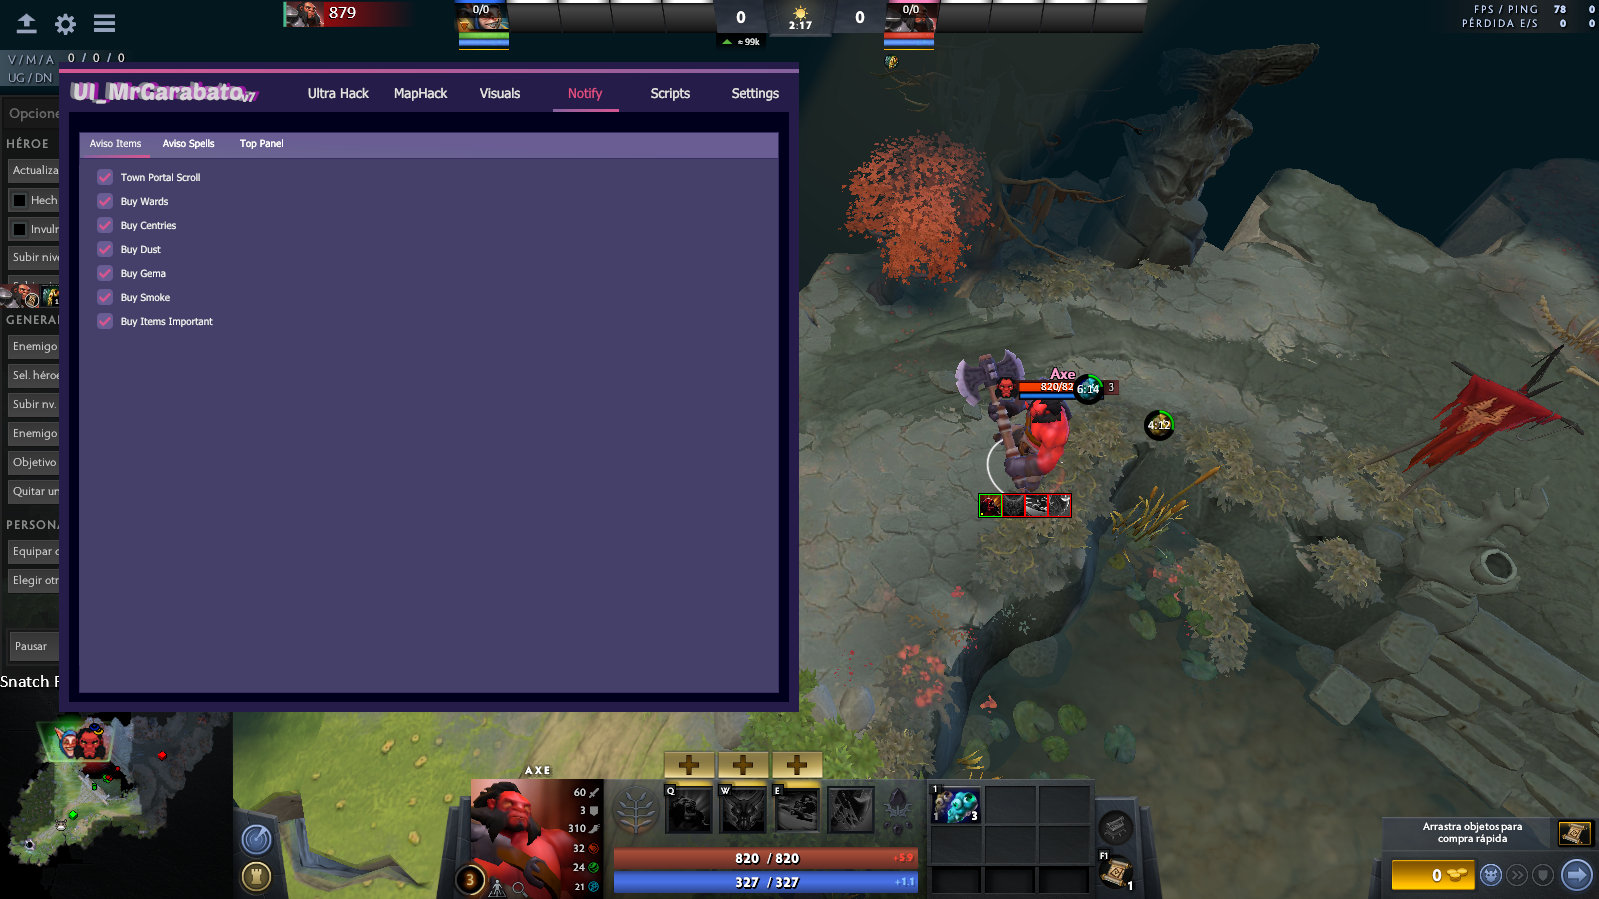 879
0/0
0
2:17
0
0/0
≈ 99k
FPS / PING 78 0
PÉRDIDA E/S 0 0
V / M / A 0 / 0 / 0
UG / DN
UI_MrGarabato v7
Ultra Hack
MapHack
Visuals
Notify
Scripts
Settings
Aviso Items
Aviso Spells
Top Panel
Town Portal Scroll
Buy Wards
Buy Centries
Buy Dust
Buy Gema
Buy Smoke
Buy Items Important
Opcione
HÉROE
Actualiza
Hech
Invuln
Subir nive
GENERA
Enemigo
Sel. héroe
Subir nv.
Enemigo
Objetivo
Quitar un
PERSONA
Equipar c
Elegir otr
Pausar
Snatch F
Axe
820/82
6:14
3
4:12
AXE
60
3
310
32
24
21
3
Q
W
E
820 / 820
+5.9
327 / 327
+1.1
1
1
3
F1
1
Arrastra objetos para
compra rápida
0